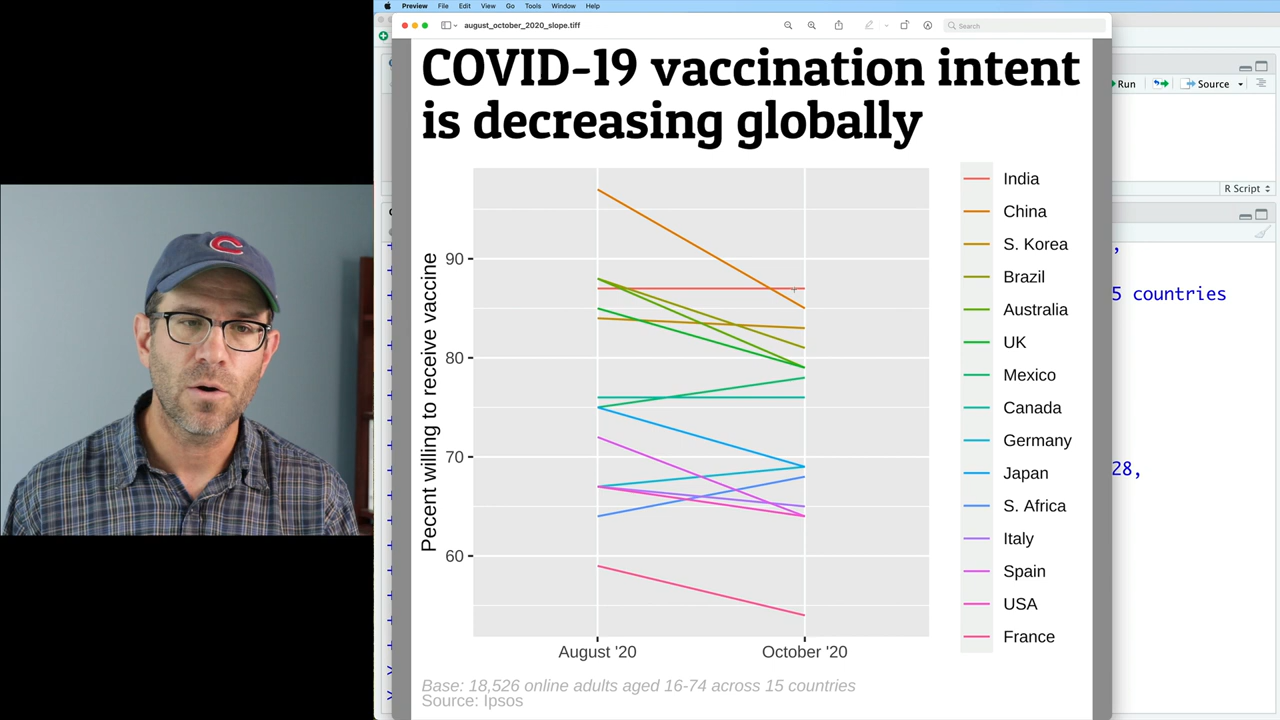 Preview File Edit View Go Tools Window Help
august_october_2020_slope.tiff
Search
COVID-19 vaccination intent
is decreasing globally
Run
Source
R Script
Pecent willing to receive vaccine
90
80
70
60
August '20
October '20
India
China
S. Korea
Brazil
Australia
UK
Mexico
Canada
Germany
Japan
S. Africa
Italy
Spain
USA
France
Base: 18,526 online adults aged 16-74 across 15 countries
Source: Ipsos
5 countries
28,
C